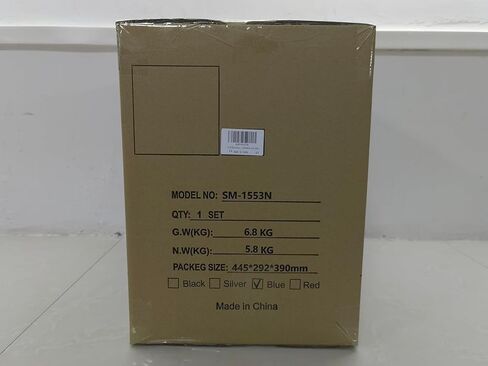 MODEL NO: SM-1553N
QTY: 1 SET
G.W(KG): 6.8 KG
N.W(KG): 5.8 KG
PACKEG SIZE: 445*292*390mm
Black Silver Blue Red
Made in China